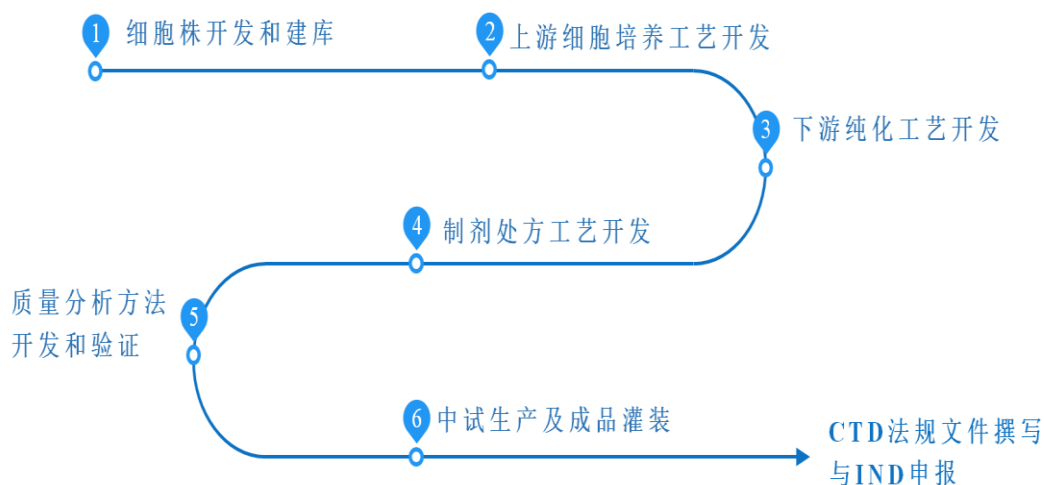 1 细胞株开发和建库
2 上游细胞培养工艺开发
3 下游纯化工艺开发
4 制剂处方工艺开发
5 质量分析方法
开发和验证
6 中试生产及成品灌装
CTD法规文件撰写
与IND申报